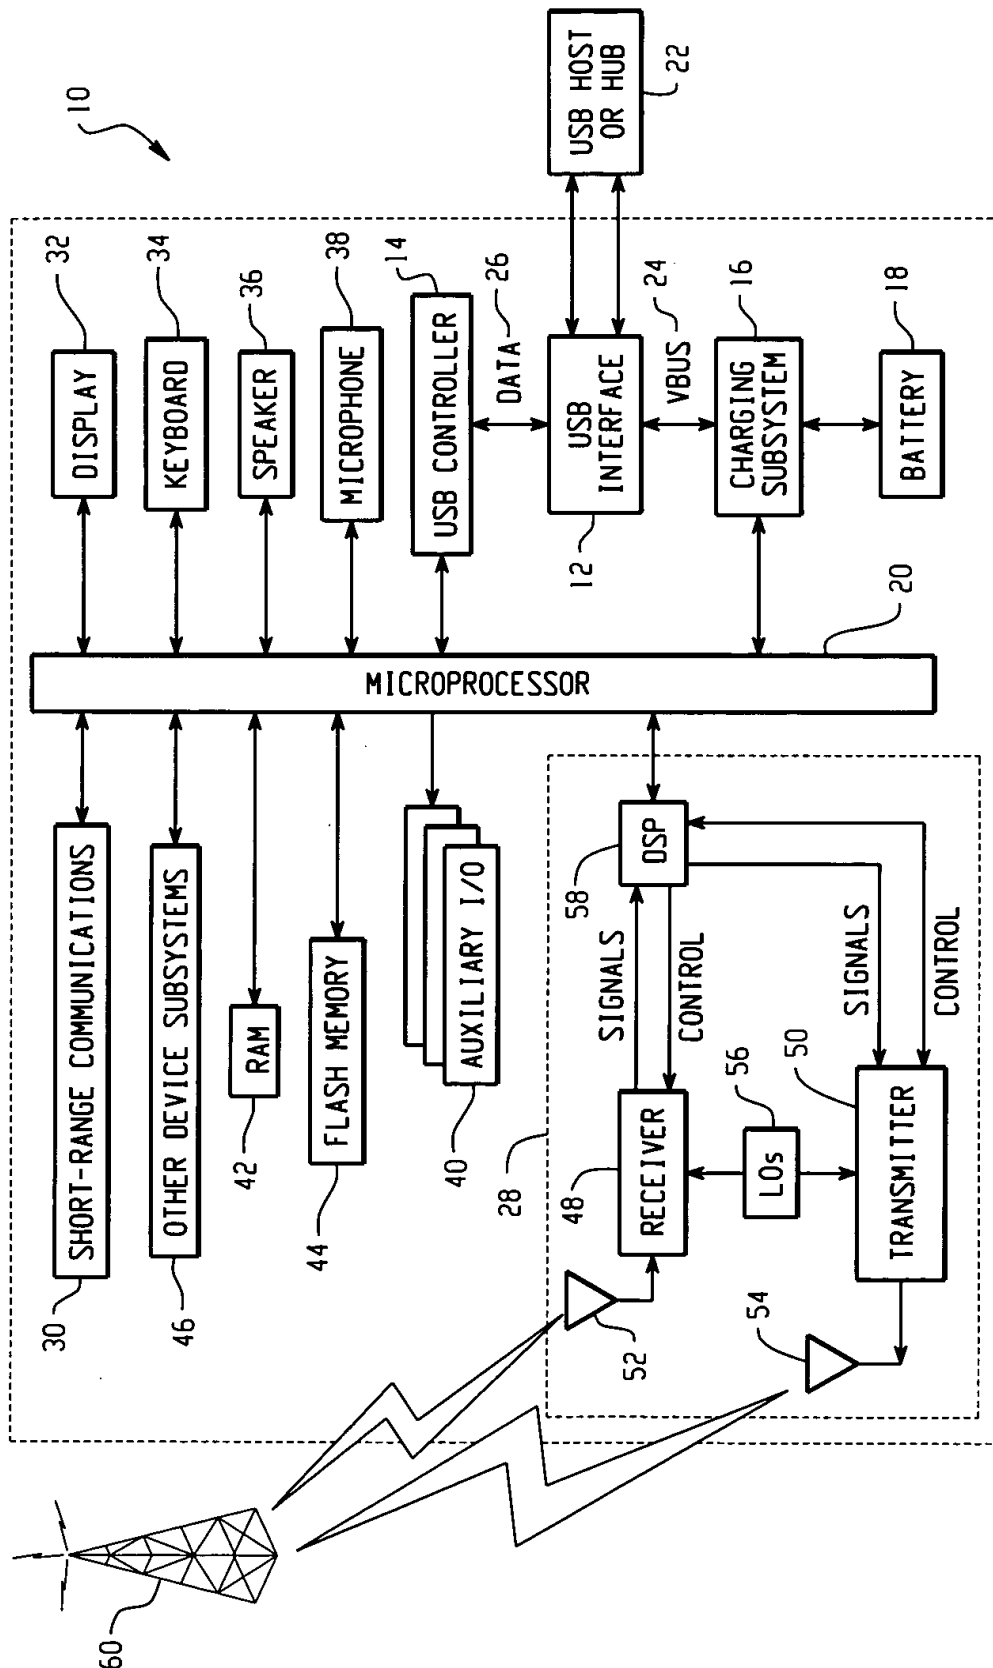 10
32
DISPLAY
34
KEYBOARD
36
SPEAKER
38
MICROPHONE
14
USB CONTROLLER
DATA
26
USB HOST
OR HUB
22
USB
INTERFACE
12
VBUS
24
CHARGING
SUBSYSTEM
16
BATTERY
18
MICROPROCESSOR
20
SHORT-RANGE COMMUNICATIONS
30
OTHER DEVICE SUBSYSTEMS
46
RAM
42
FLASH MEMORY
44
AUXILIARY I/O
40
28
DSP
58
SIGNALS
CONTROL
SIGNALS
CONTROL
RECEIVER
48
LOs
56
TRANSMITTER
50
52
54
60